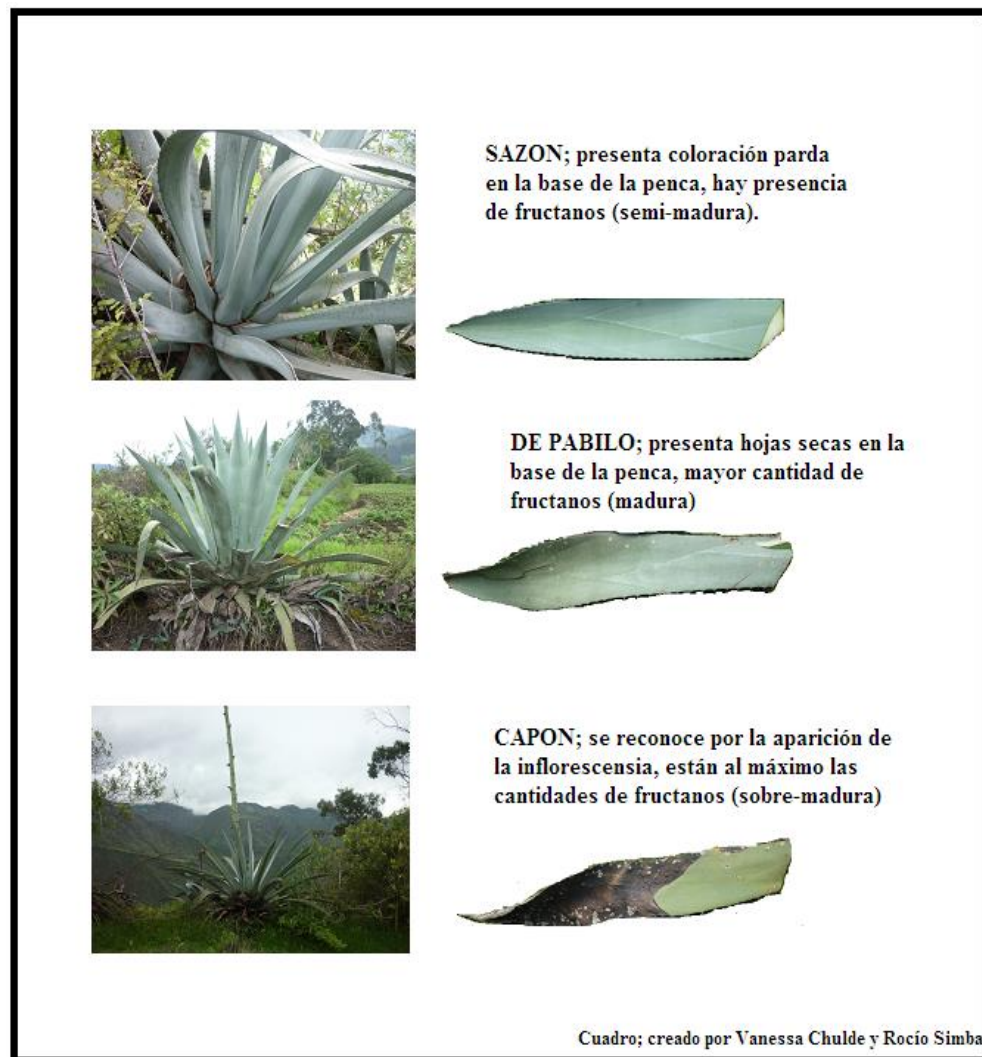 SAZON; presenta coloración parda
en la base de la penca, hay presencia
de fructanos (semi-madura).
DE PABILO; presenta hojas secas en la
base de la penca, mayor cantidad de
fructanos (madura)
CAPON; se reconoce por la aparición de
la inflorescensia, están al máximo las
cantidades de fructanos (sobre-madura)
Cuadro; creado por Vanessa Chulde y Rocío Simba